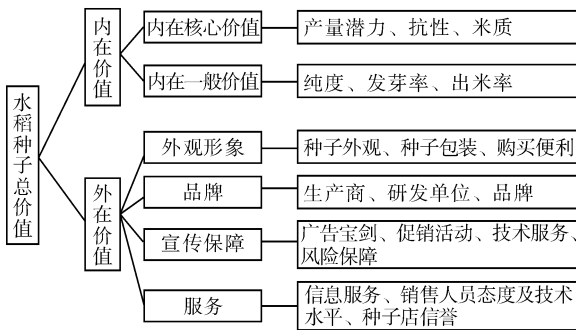 水稻种子总价值
内在价值
内在核心价值
产量潜力、抗性、米质
内在一般价值
纯度、发芽率、出米率
外在价值
外观形象
种子外观、种子包装、购买便利
品牌
生产商、研发单位、品牌
宣传保障
广告宝剑、促销活动、技术服务、
风险保障
服务
信息服务、销售人员态度及技术
水平、种子店信誉